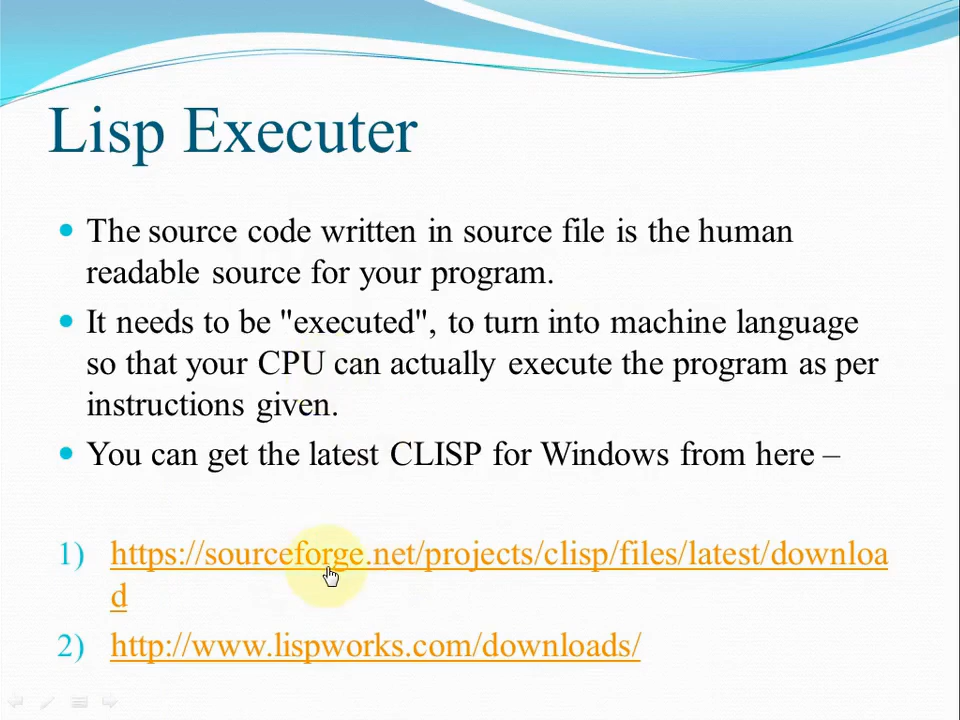 Lisp Executer
The source code written in source file is the human
readable source for your program.
It needs to be "executed", to turn into machine language
so that your CPU can actually execute the program as per
instructions given.
You can get the latest CLISP for Windows from here –
1) https://sourceforge.net/projects/clisp/files/latest/downloa
d
2) http://www.lispworks.com/downloads/